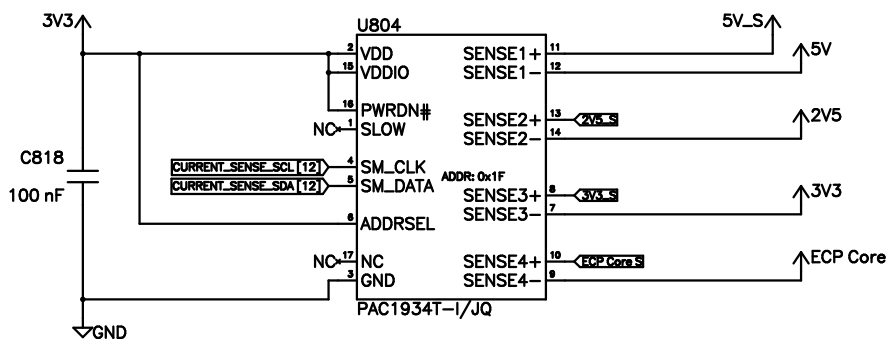 3V3
U804
5V_S
2 VDD SENSE1+ 11
5V
15 VDDIO SENSE1- 12
16 PWRDN# SENSE2+ 13 2V5_S
2V5
NC 1 SLOW SENSE2- 14
C818
100 nF
CURRENT_SENSE_SCL [12] 4 SM_CLK
ADDR: 0x1F
CURRENT_SENSE_SDA [12] 5 SM_DATA
SENSE3+ 8 3V3_S
3V3
6 ADDRSEL SENSE3- 7
NC 17 NC SENSE4+ 10 ECP Core S
ECP Core
3 GND SENSE4- 9
PAC1934T-I/JQ
GND